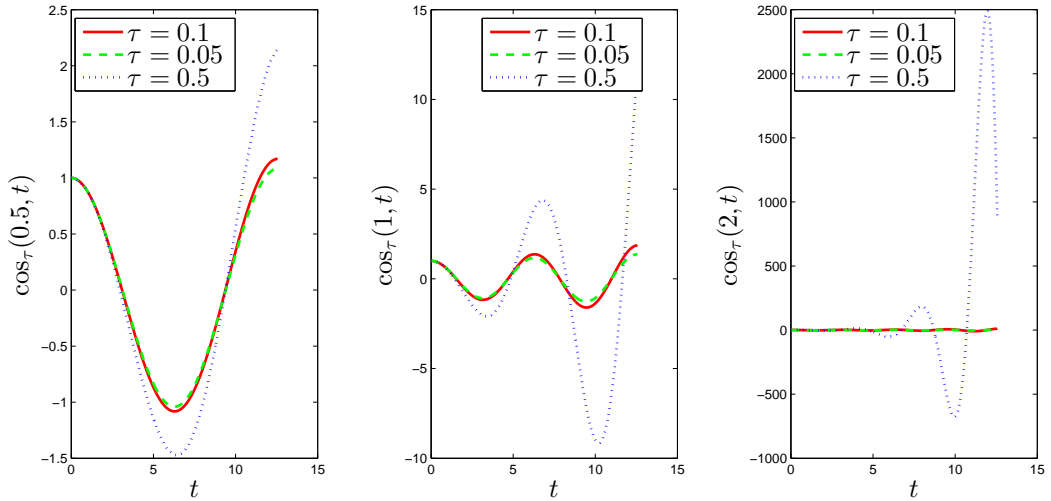 cos_τ(0.5, t)
2.5
2
1.5
1
0.5
0
−0.5
−1
−1.5
0 5 10 15
t
τ = 0.1
τ = 0.05
τ = 0.5
cos_τ(1, t)
15
10
5
0
−5
−10
0 5 10 15
t
τ = 0.1
τ = 0.05
τ = 0.5
cos_τ(2, t)
2500
2000
1500
1000
500
0
−500
−1000
0 5 10 15
t
τ = 0.1
τ = 0.05
τ = 0.5